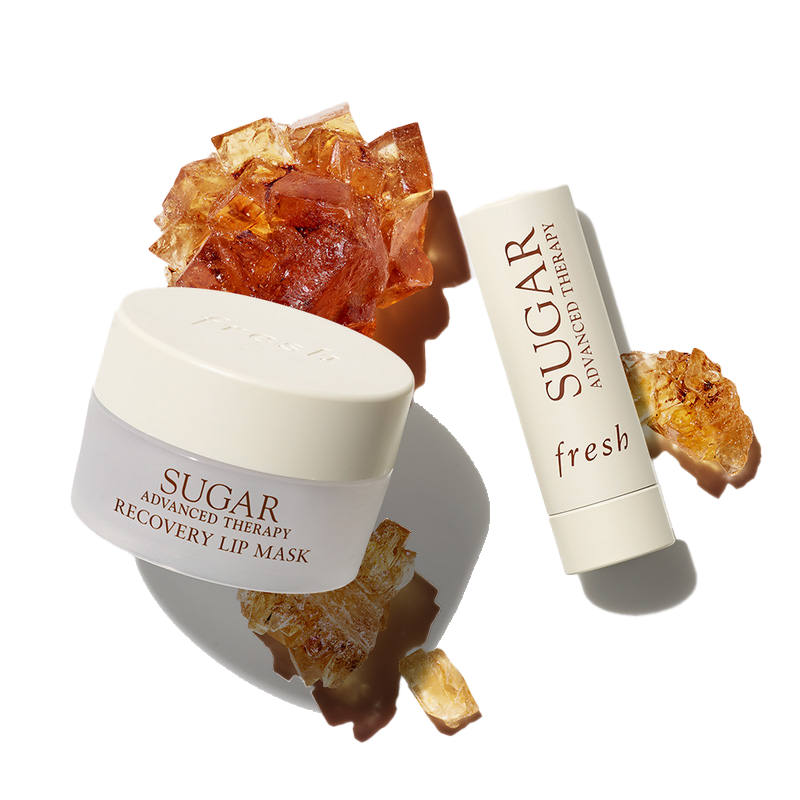 fresh
SUGAR
ADVANCED THERAPY
RECOVERY LIP MASK
SUGAR
ADVANCED THERAPY
fresh